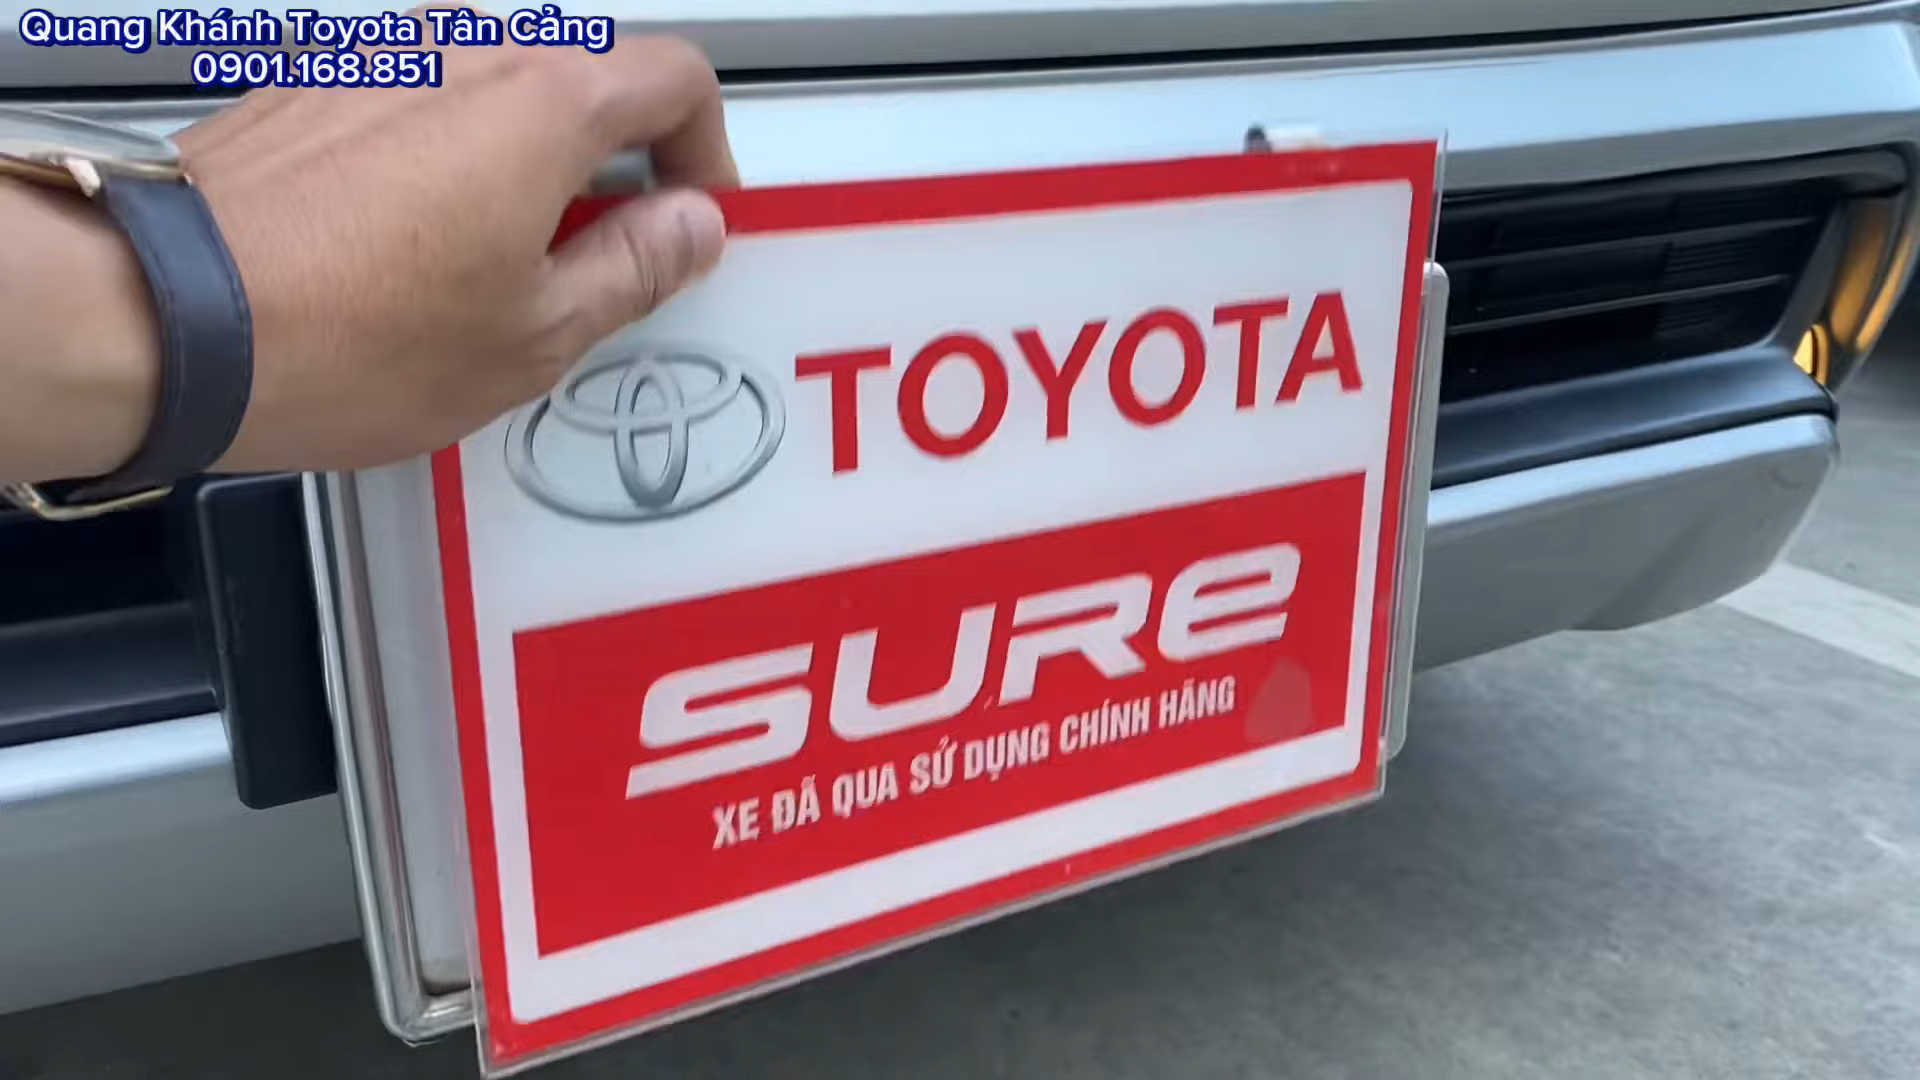 Quang Khánh Toyota Tân Cảng
0901.168.851
TOYOTA
SURE
XE ĐÃ QUA SỬ DỤNG CHÍNH HÃNG